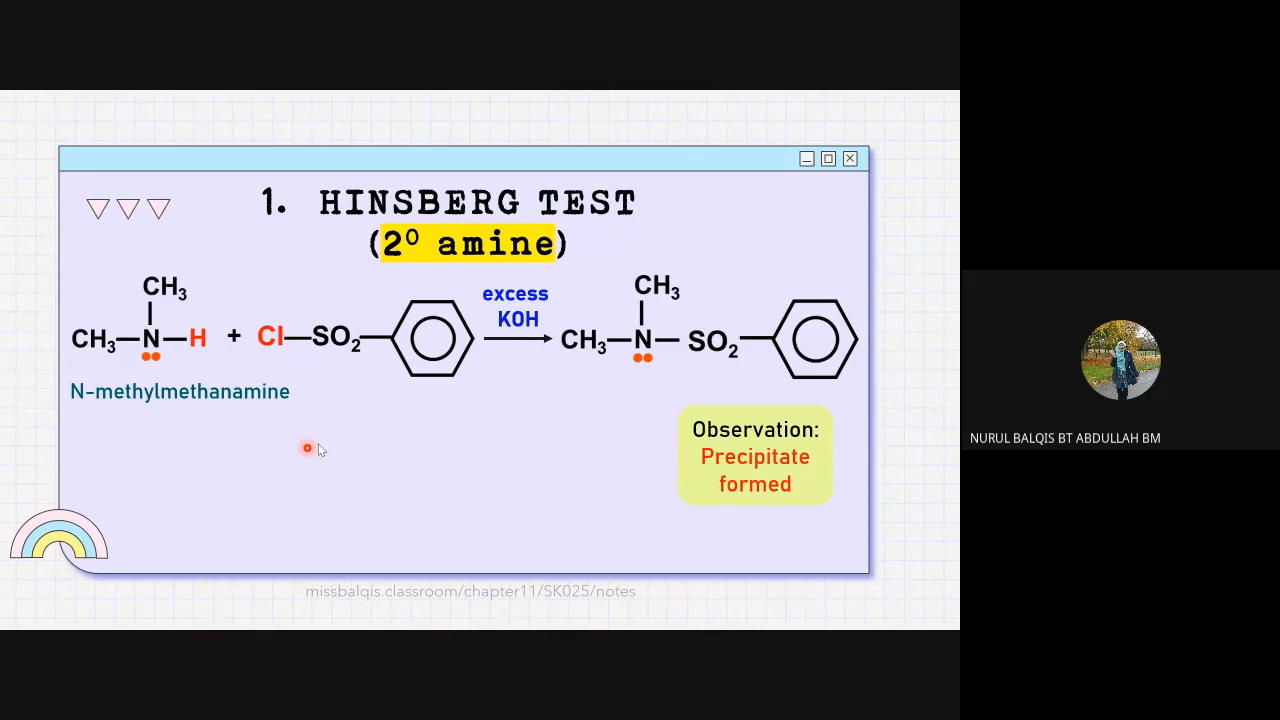 1. HINSBERG TEST
(2⁰ amine)
CH₃
CH₃—N—H + Cl—SO₂
excess
KOH
CH₃
CH₃—N—SO₂
N-methylmethanamine
Observation:
Precipitate
formed
missbalqis.classroom/chapter11/SK025/notes
NURUL BALQIS BT ABDULLAH BM